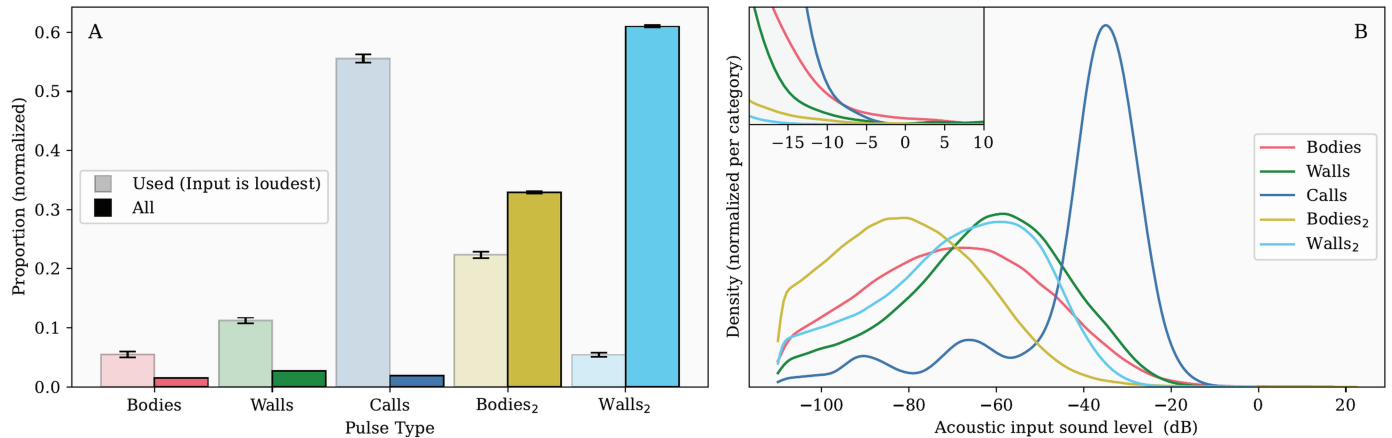 A
Proportion (normalized)
0.6
0.5
0.4
0.3
0.2
0.1
0.0
Used (Input is loudest)
All
Bodies
Walls
Calls
Bodies₂
Walls₂
Pulse Type
B
Density (normalized per category)
−15
−10
−5
0
5
10
Bodies
Walls
Calls
Bodies₂
Walls₂
−100
−80
−60
−40
−20
0
20
Acoustic input sound level (dB)